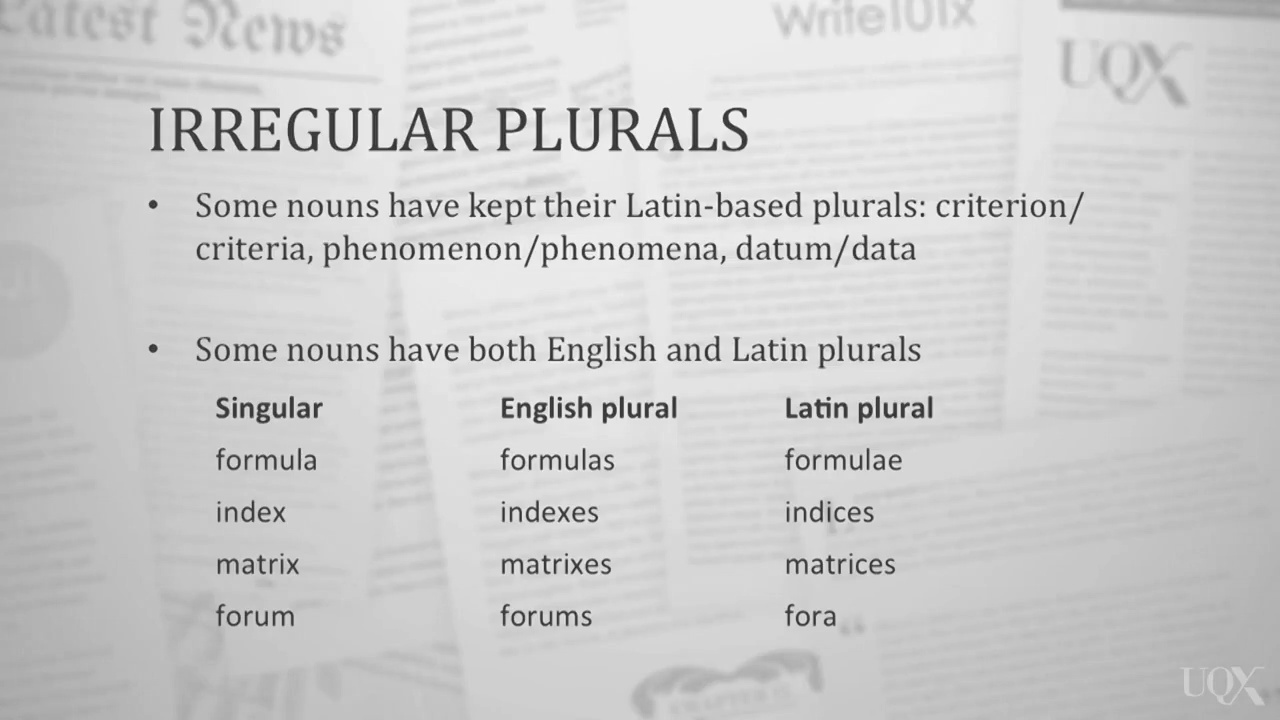 Latest News
Write101x
UQX
IRREGULAR PLURALS
• Some nouns have kept their Latin-based plurals: criterion/
criteria, phenomenon/phenomena, datum/data
• Some nouns have both English and Latin plurals
Singular English plural Latin plural
formula formulas formulae
index indexes indices
matrix matrixes matrices
forum forums fora
UQX